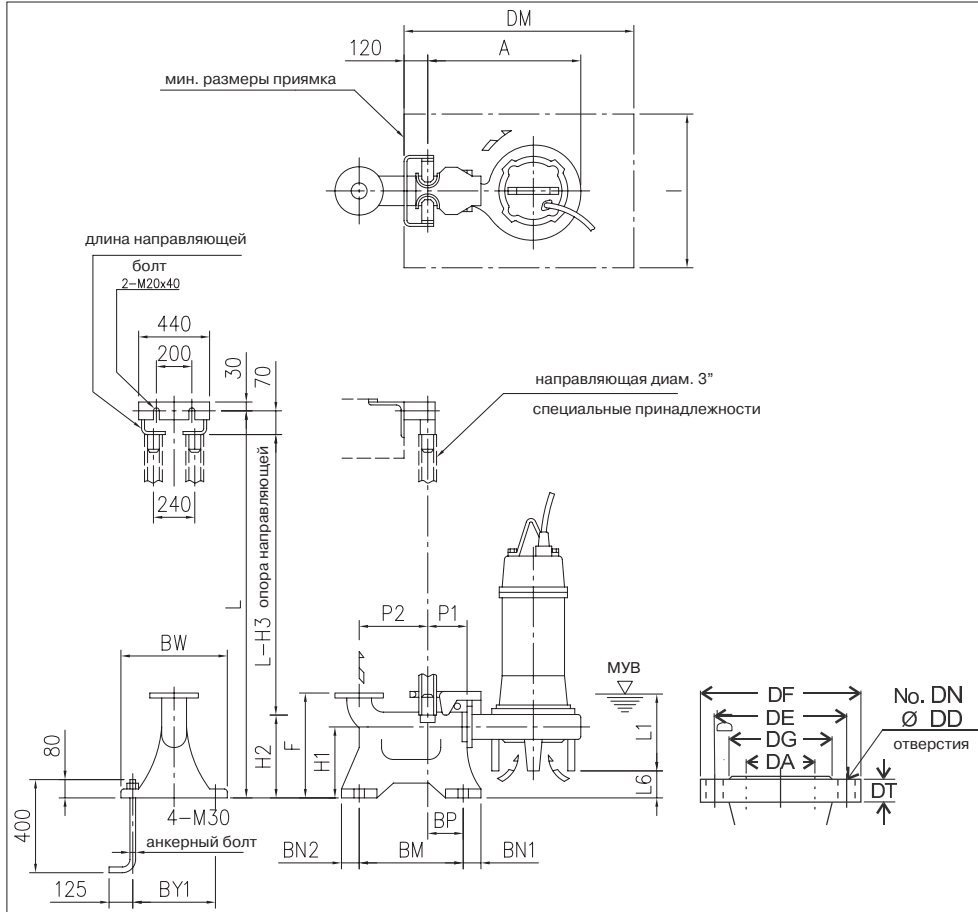 DM
120
A
мин. размеры приямка
I
длина направляющей
болт
2-M20x40
440
200
30
70
240
направляющая диам. 3”
специальные принадлежности
L
L-H3 опора направляющей
P2
P1
BW
МУВ
F
H1
H2
L1
L6
80
400
4-M30
анкерный болт
125
BY1
BP
BN2
BM
BN1
DF
DE
DG
DA
DT
No. DN
Ø DD
отверстия